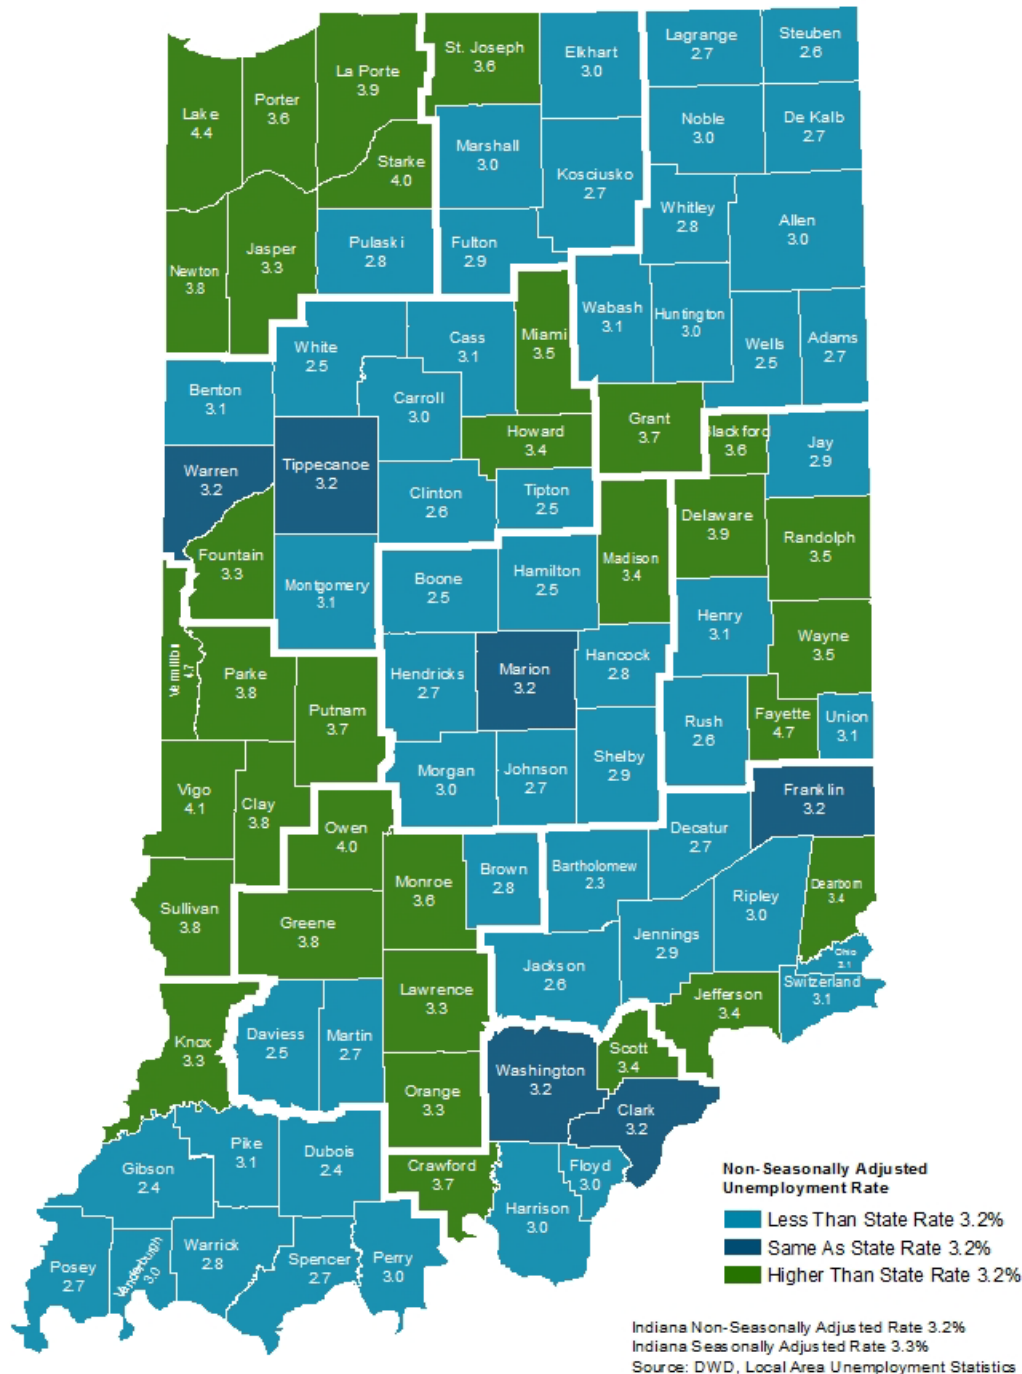 Lake
4.4
Porter
3.6
La Porte
3.9
St. Joseph
3.6
Elkhart
3.0
Lagrange
2.7
Steuben
2.6
Noble
3.0
De Kalb
2.7
Starke
4.0
Marshall
3.0
Kosciusko
2.7
Whitley
2.8
Allen
3.0
Newton
3.8
Jasper
3.3
Pulaski
2.8
Fulton
2.9
Miami
3.5
Wabash
3.1
Huntington
3.0
Wells
2.5
Adams
2.7
White
2.5
Cass
3.1
Benton
3.1
Carroll
3.0
Howard
3.4
Grant
3.7
Blackford
3.6
Jay
2.9
Warren
3.2
Tippecanoe
3.2
Clinton
2.6
Tipton
2.5
Delaware
3.9
Randolph
3.5
Fountain
3.3
Montgomery
3.1
Boone
2.5
Hamilton
2.5
Madison
3.4
Henry
3.1
Wayne
3.5
Vermillion
4.7
Parke
3.8
Putnam
3.7
Hendricks
2.7
Marion
3.2
Hancock
2.8
Rush
2.6
Fayette
4.7
Union
3.1
Vigo
4.1
Clay
3.8
Owen
4.0
Morgan
3.0
Johnson
2.7
Shelby
2.9
Decatur
2.7
Franklin
3.2
Sullivan
3.8
Greene
3.8
Monroe
3.6
Brown
2.8
Bartholomew
2.3
Jennings
2.9
Ripley
3.0
Dearborn
3.4
Ohio
3.1
Switzerland
3.1
Jefferson
3.4
Jackson
2.6
Lawrence
3.3
Knox
3.3
Daviess
2.5
Martin
2.7
Orange
3.3
Washington
3.2
Scott
3.4
Clark
3.2
Gibson
2.4
Pike
3.1
Dubois
2.4
Crawford
3.7
Harrison
3.0
Floyd
3.0
Posey
2.7
Vanderburgh
3.0
Warrick
2.8
Spencer
2.7
Perry
3.0
Non-Seasonally Adjusted
Unemployment Rate
Less Than State Rate 3.2%
Same As State Rate 3.2%
Higher Than State Rate 3.2%
Indiana Non-Seasonally Adjusted Rate 3.2%
Indiana Seasonally Adjusted Rate 3.3%
Source: DWD, Local Area Unemployment Statistics